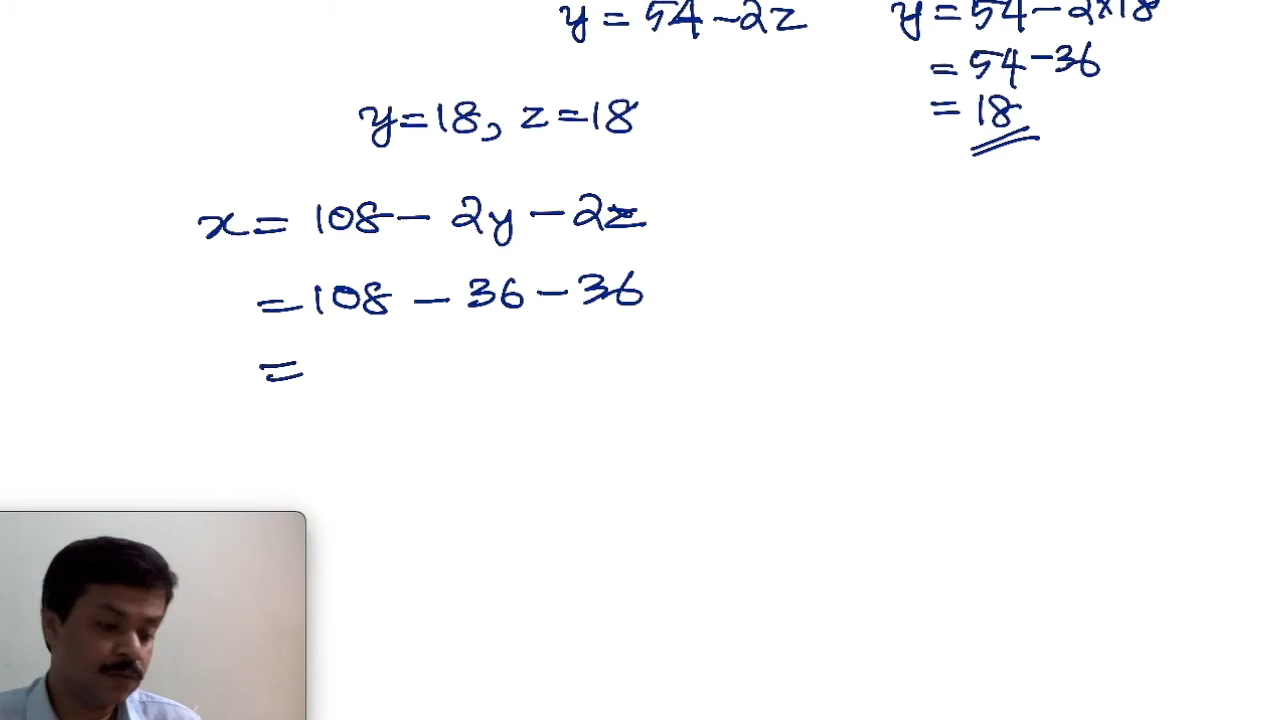 y = 54 - 2z
y = 54 - 2×18
= 54 - 36
= 18
y = 18, z = 18
x = 108 - 2y - 2z
= 108 - 36 - 36
=